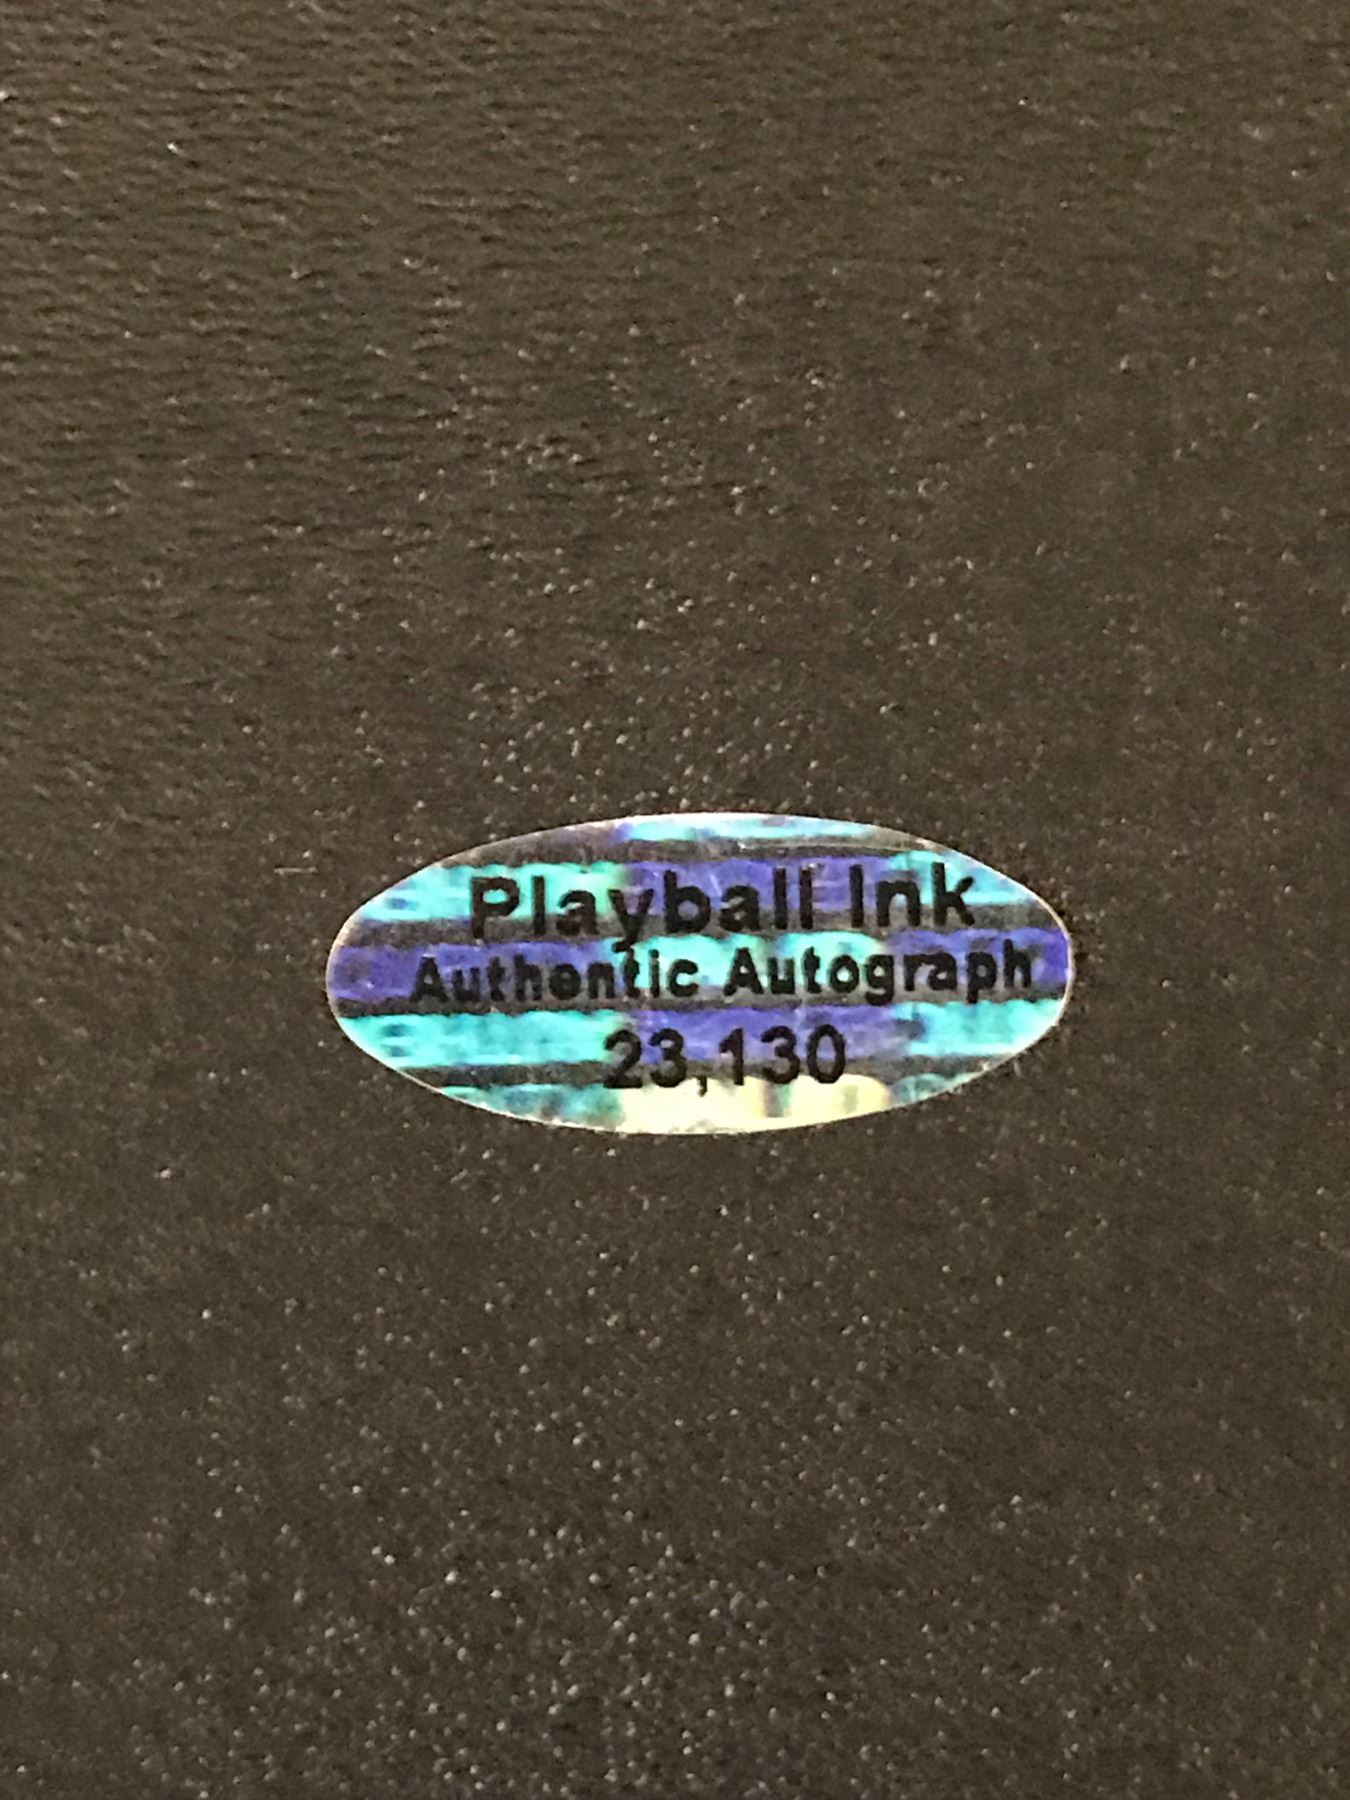 Playball Ink
Authentic Autograph
23,130